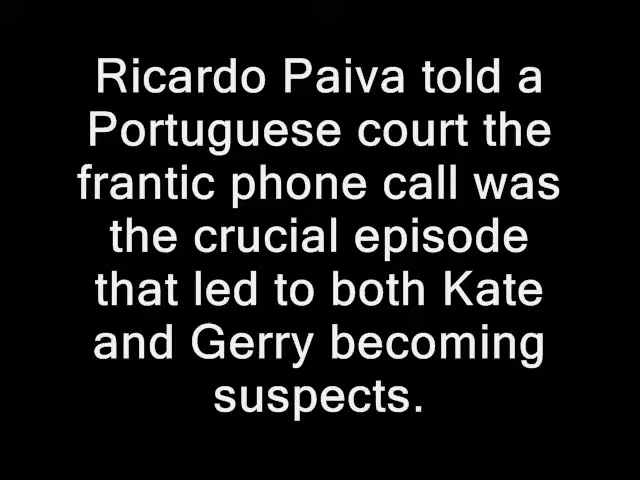 Ricardo Paiva told a
Portuguese court the
frantic phone call was
the crucial episode
that led to both Kate
and Gerry becoming
suspects.